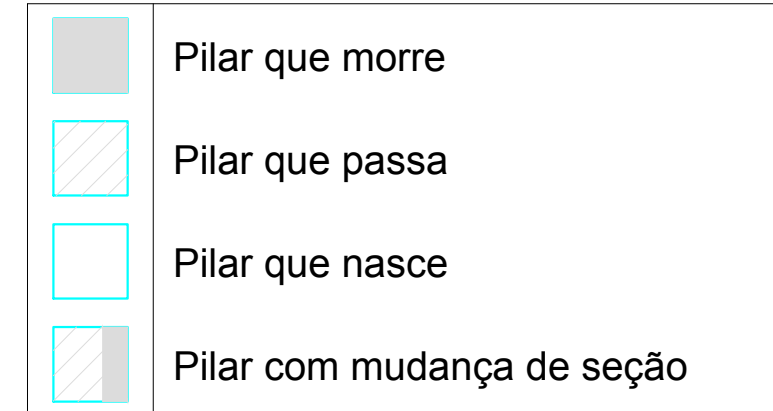 Pilar que morre
Pilar que passa
Pilar que nasce
Pilar com mudança de seção